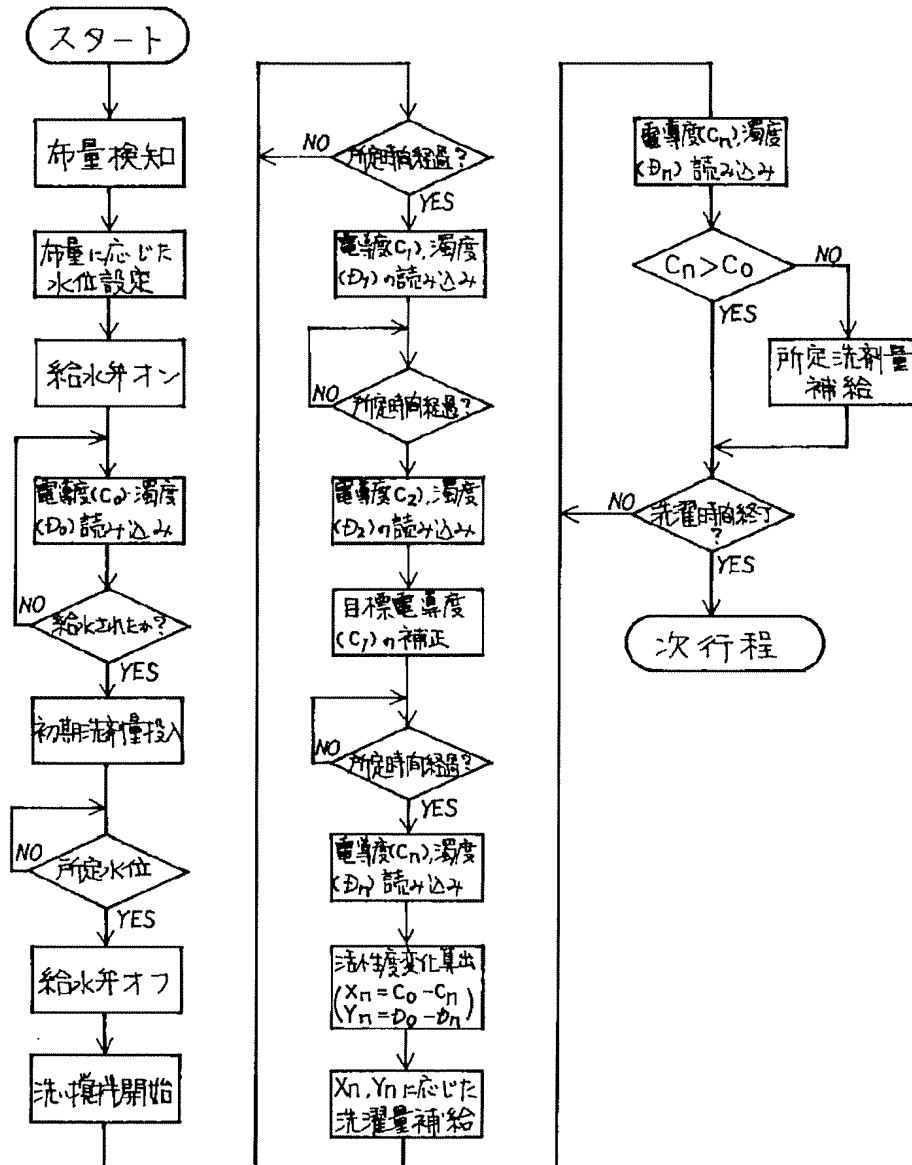 スタート
布量検知
布量に応じた
水位設定
給水弁オン
電導度(C₀)、濁度
(D₀)読み込み
NO
給水されたか?
YES
初期洗剤量投入
NO
所定水位
YES
給水弁オフ
洗い撹拌開始
NO
所定時間経過?
YES
電導度(C₁)、濁度
(D₁)の読み込み
NO
所定時間経過?
YES
電導度(C₂)、濁度
(D₂)の読み込み
目標電導度
(C₁)の補正
NO
所定時間経過?
YES
電導度(Cn)、濁度
(Dn)読み込み
活性度変化算出
(Xn=C₀-Cn
Yn=D₀-Dn)
Xn,Ynに応じた
洗濯量補給
電導度(Cn)、濁度
(Dn)読み込み
Cn>C₀
NO
YES
所定洗剤量
補給
NO
洗濯時間終了
?
YES
次行程